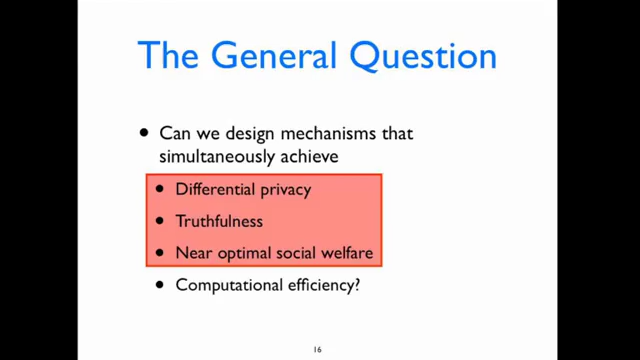 The General Question
• Can we design mechanisms that
simultaneously achieve
• Differential privacy
• Truthfulness
• Near optimal social welfare
• Computational efficiency?
16